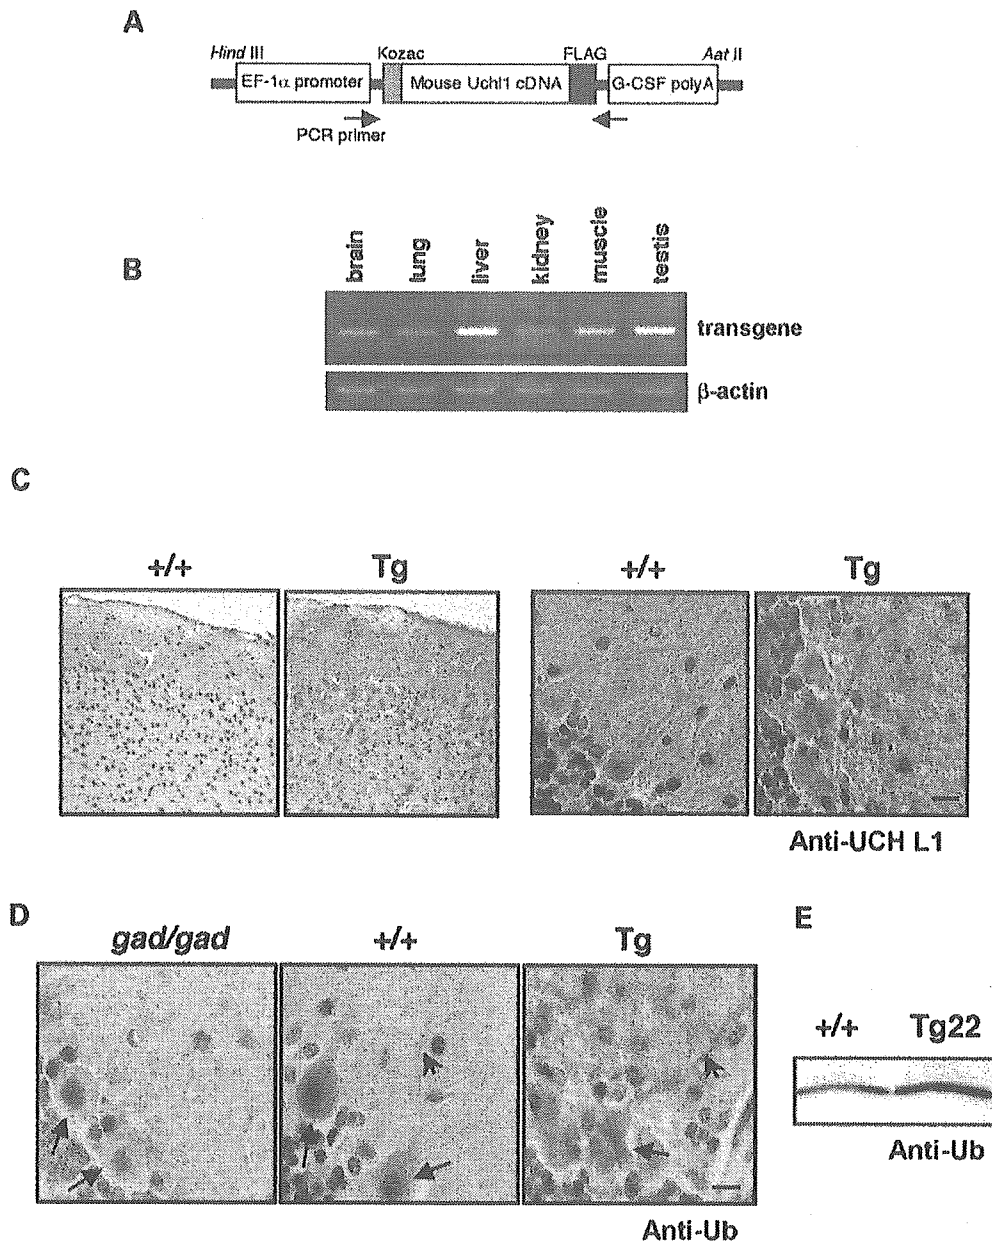 A
Hind III
Kozac
FLAG
Aat II
EF-1α promoter
Mouse Uchl1 cDNA
G-CSF polyA
PCR primer
B
brain
lung
liver
kidney
muscle
testis
transgene
β-actin
C
+/+
Tg
+/+
Tg
Anti-UCH L1
D
gad/gad
+/+
Tg
Anti-Ub
E
+/+
Tg22
Anti-Ub